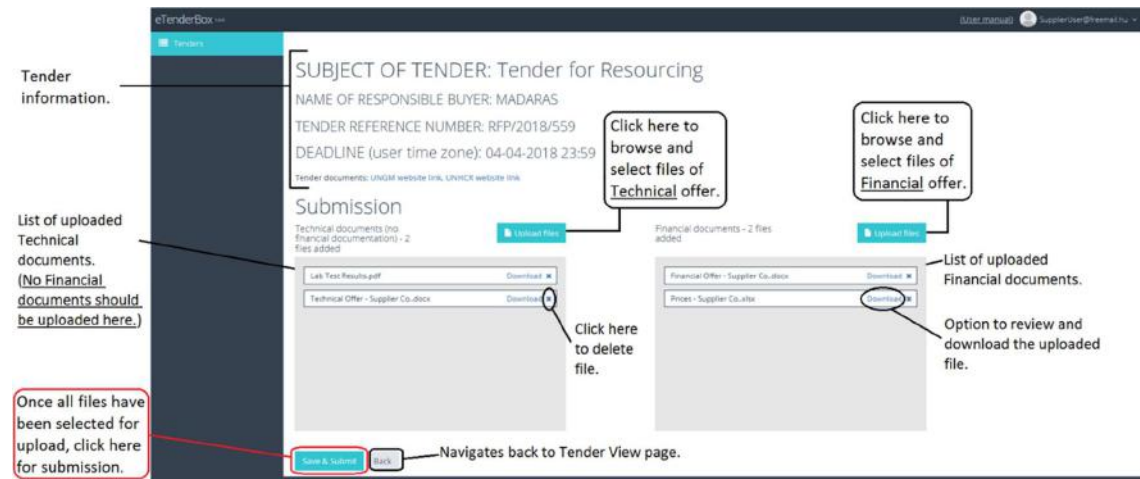 eTenderBox
(User manual) SupplierUser@freemail.hu
Tenders
Tender
information.
SUBJECT OF TENDER: Tender for Resourcing
NAME OF RESPONSIBLE BUYER: MADARAS
TENDER REFERENCE NUMBER: RFP/2018/559
DEADLINE (user time zone): 04-04-2018 23:59
Tender documents: UNGM website link, UNHCR website link
Click here to
browse and
select files of
Technical offer.
Click here to
browse and
select files of
Financial offer.
Submission
Technical documents (no
financial documentation) - 2
files added
Upload files
Financial documents - 2 files
added
Upload files
List of uploaded
Technical
documents.
(No Financial
documents should
be uploaded here.)
Lab Test Results.pdf Download
Technical Offer - Supplier Co..docx Download
Financial Offer - Supplier Co..docx Download
Prices - Supplier Co..xlsx Download
List of uploaded
Financial documents.
Click here
to delete
file.
Option to review and
download the uploaded
file.
Once all files have
been selected for
upload, click here
for submission.
Save & Submit Back
Navigates back to Tender View page.